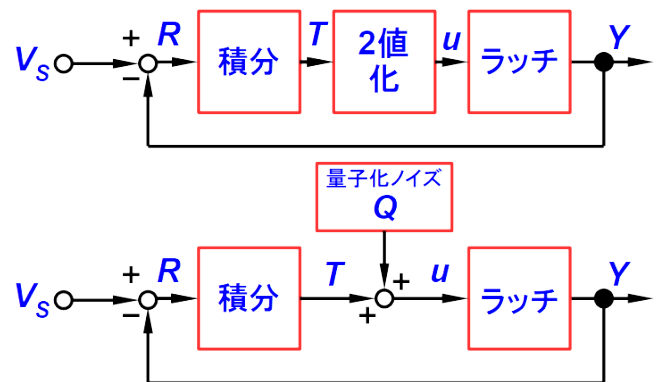 V_S + − R 積分 T 2値化 u ラッチ Y
量子化ノイズ
Q
V_S + − R 積分 T + + u ラッチ Y